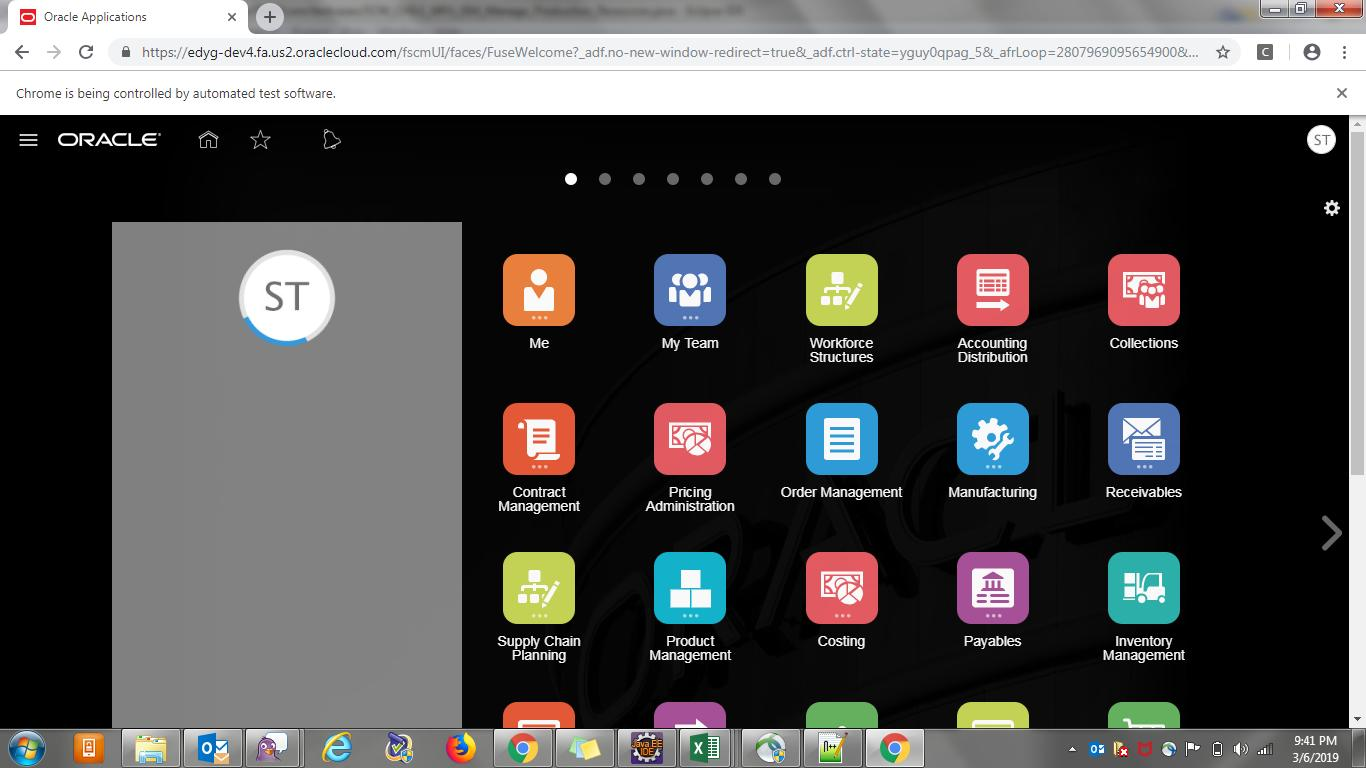 Oracle Applications
https://edyg-dev4.fa.us2.oraclecloud.com/fscmUI/faces/FuseWelcome?_adf.no-new-window-redirect=true&_adf.ctrl-state=yguy0qpag_5&_afrLoop=2807969095654900&...
C
Chrome is being controlled by automated test software.
ORACLE
ST
ST
Me
My Team
Workforce
Structures
Accounting
Distribution
Collections
Contract
Management
Pricing
Administration
Order Management
Manufacturing
Receivables
Supply Chain
Planning
Product
Management
Costing
Payables
Inventory
Management
Java EE
IDE
9:41 PM
3/6/2019